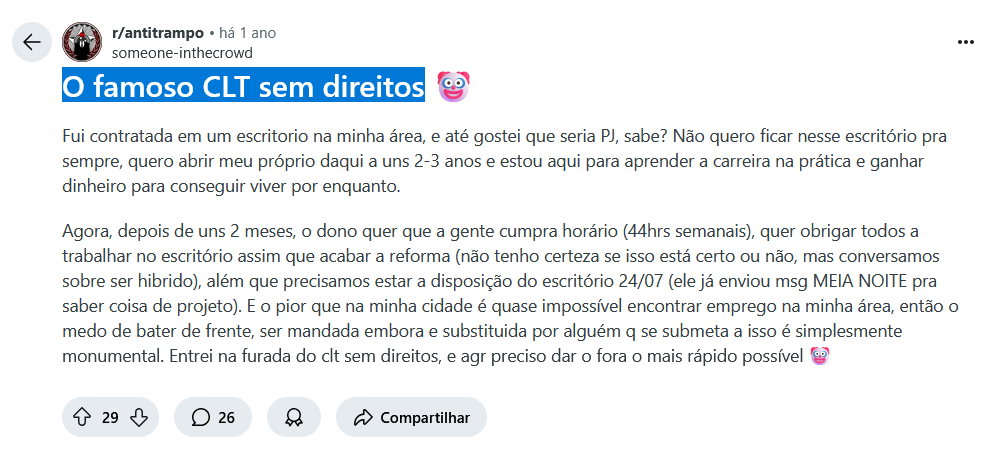 r/antitrampo • há 1 ano
someone-inthecrowd
O famoso CLT sem direitos 🤡
Fui contratada em um escritorio na minha área, e até gostei que seria PJ, sabe? Não quero ficar nesse escritório pra
sempre, quero abrir meu próprio daqui a uns 2-3 anos e estou aqui para aprender a carreira na prática e ganhar
dinheiro para conseguir viver por enquanto.
Agora, depois de uns 2 meses, o dono quer que a gente cumpra horário (44hrs semanais), quer obrigar todos a
trabalhar no escritório assim que acabar a reforma (não tenho certeza se isso está certo ou não, mas conversamos
sobre ser hibrido), além que precisamos estar a disposição do escritório 24/07 (ele já enviou msg MEIA NOITE pra
saber coisa de projeto). E o pior que na minha cidade é quase impossível encontrar emprego na minha área, então o
medo de bater de frente, ser mandada embora e substituida por alguém q se submeta a isso é simplesmente
monumental. Entrei na furada do clt sem direitos, e agr preciso dar o fora o mais rápido possível 🤡
29
26
Compartilhar